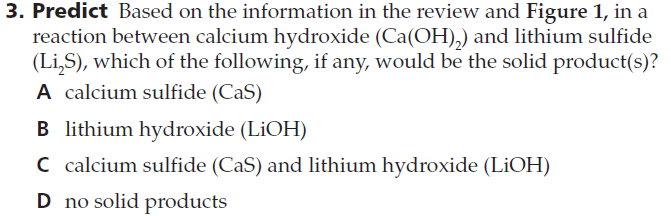 3. Predict Based on the information in the review and Figure 1, in a
reaction between calcium hydroxide (Ca(OH)₂) and lithium sulfide
(Li₂S), which of the following, if any, would be the solid product(s)?
A calcium sulfide (CaS)
B lithium hydroxide (LiOH)
C calcium sulfide (CaS) and lithium hydroxide (LiOH)
D no solid products